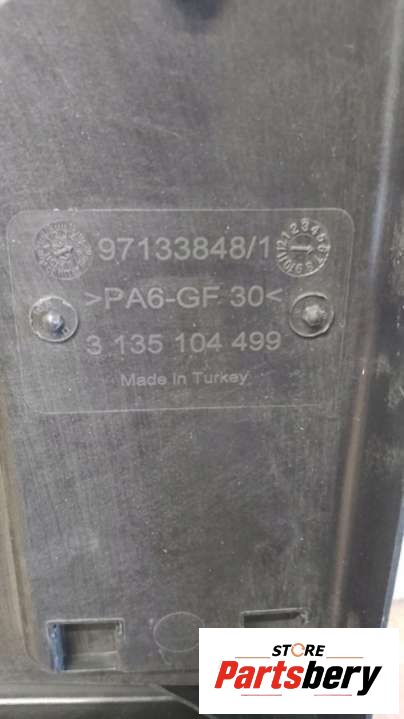 97133848/1
>PA6-GF 30<
3 135 104 499
Made In Turkey
STORE
Partsbery